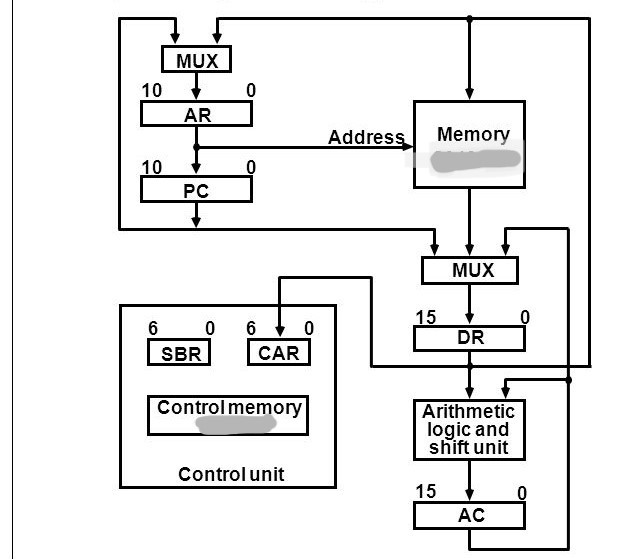 MUX
10 0
AR
Address
Memory
10 0
PC
MUX
15 0
DR
6 0 6 0
SBR CAR
Control memory
Control unit
Arithmetic
logic and
shift unit
15 0
AC